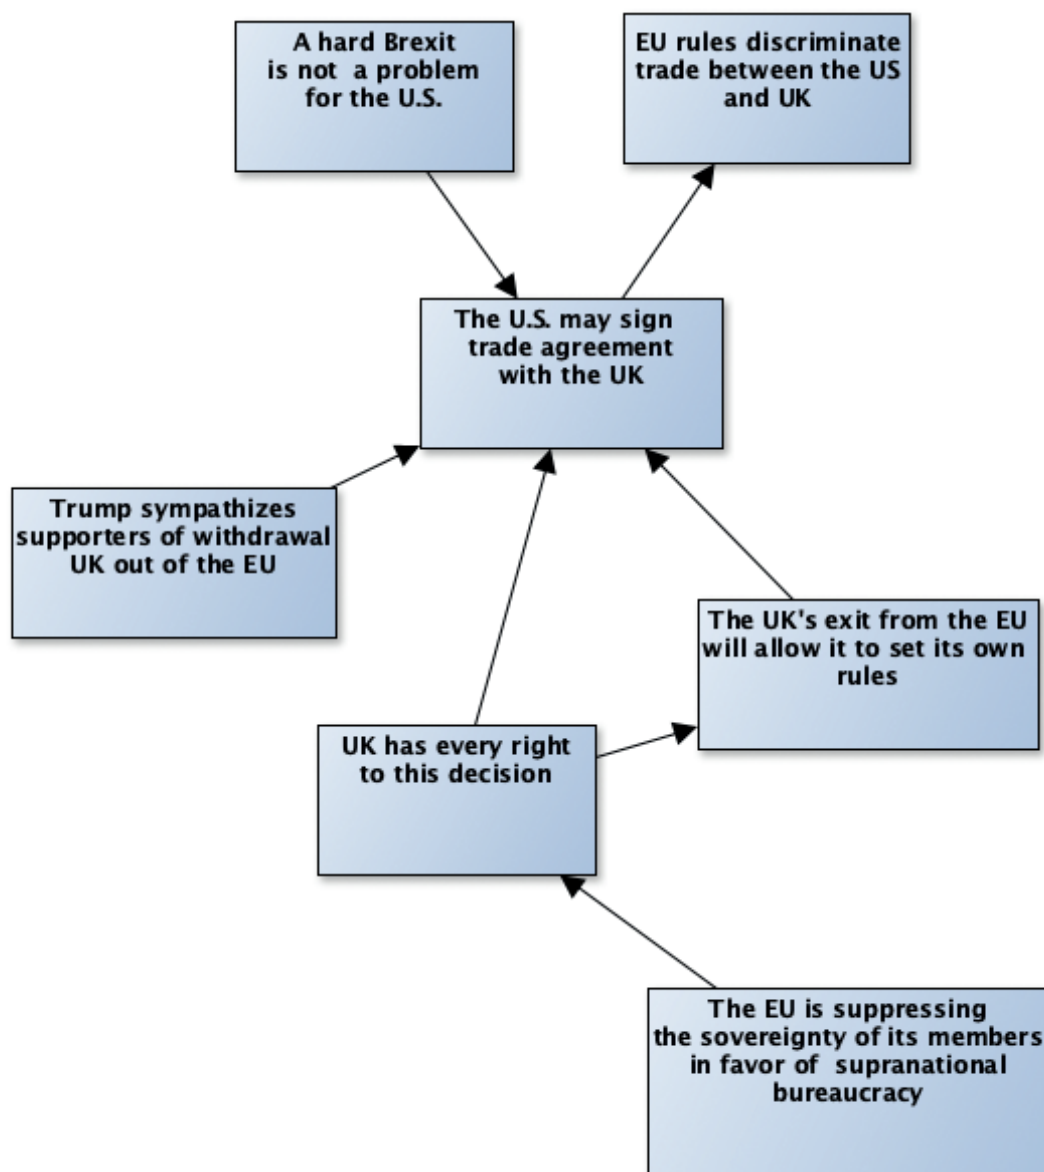 A hard Brexit
is not a problem
for the U.S.
EU rules discriminate
trade between the US
and UK
The U.S. may sign
trade agreement
with the UK
Trump sympathizes
supporters of withdrawal
UK out of the EU
The UK's exit from the EU
will allow it to set its own
rules
UK has every right
to this decision
The EU is suppressing
the sovereignty of its members
in favor of supranational
bureaucracy